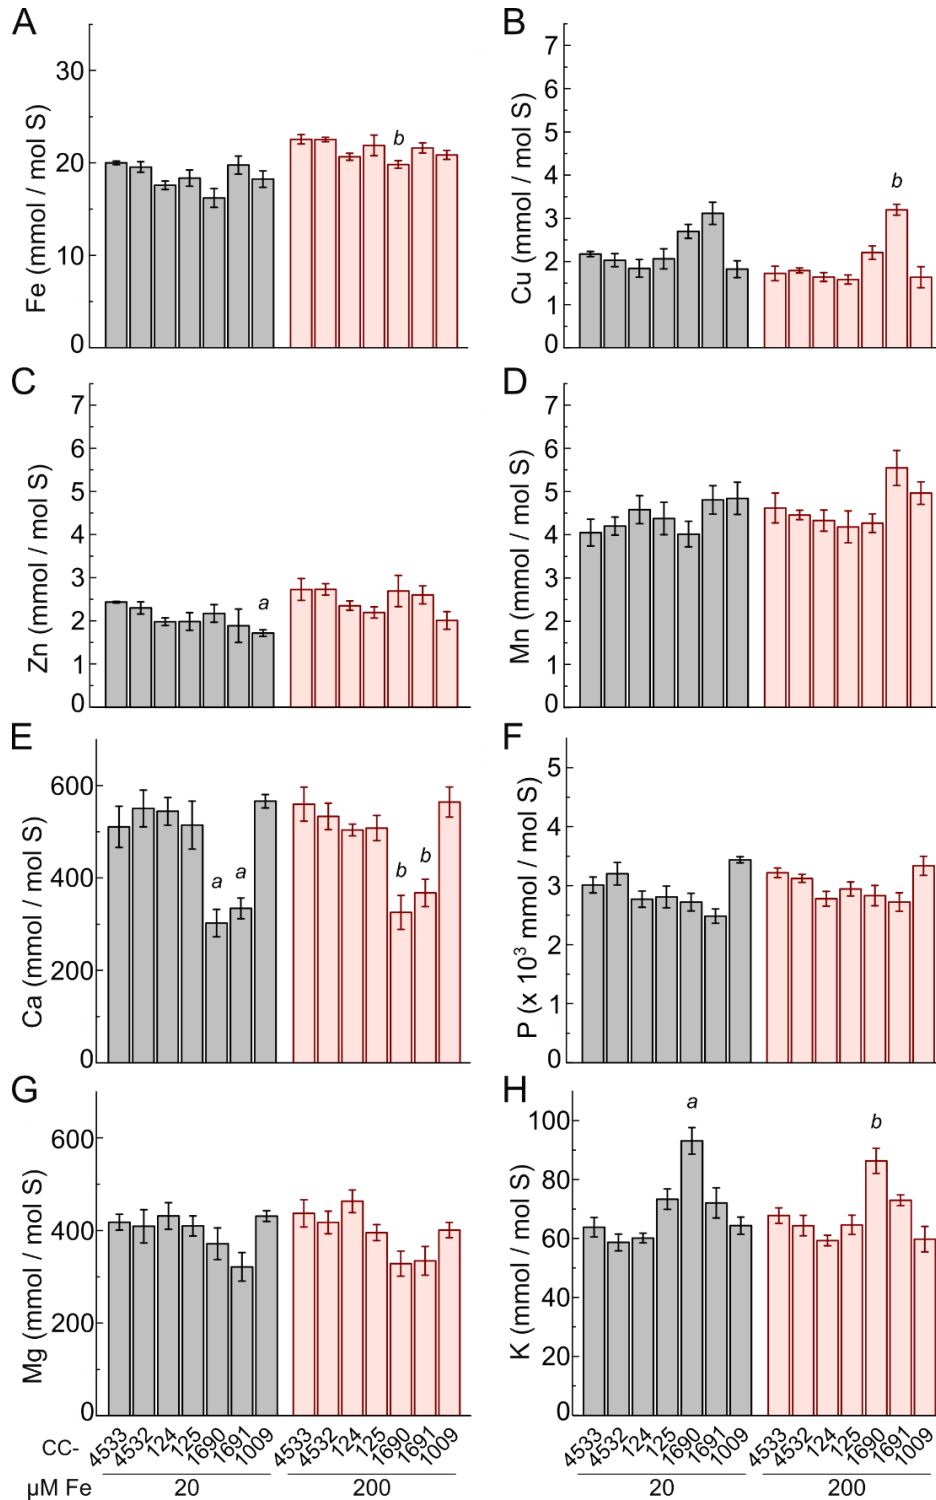 A
Fe (mmol / mol S)
30
20
10
0
b
B
Cu (mmol / mol S)
7
6
5
4
3
2
1
0
b
C
Zn (mmol / mol S)
7
6
5
4
3
2
1
0
a
D
Mn (mmol / mol S)
7
6
5
4
3
2
1
0
E
Ca (mmol / mol S)
600
400
200
0
a
a
b
b
F
P (x 10³ mmol / mol S)
5
4
3
2
1
0
G
Mg (mmol / mol S)
600
400
200
0
H
K (mmol / mol S)
100
80
60
40
20
0
a
b
CC- 4533 4532 124 125 1690 1691 1009 4533 4532 124 125 1690 1691 1009
4533 4532 124 125 1690 1691 1009 4533 4532 124 125 1690 1691 1009
µM Fe 20 200 20 200